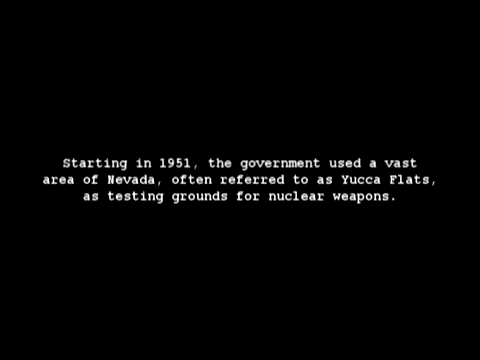 Starting in 1951, the government used a vast
area of Nevada, often referred to as Yucca Flats,
as testing grounds for nuclear weapons.